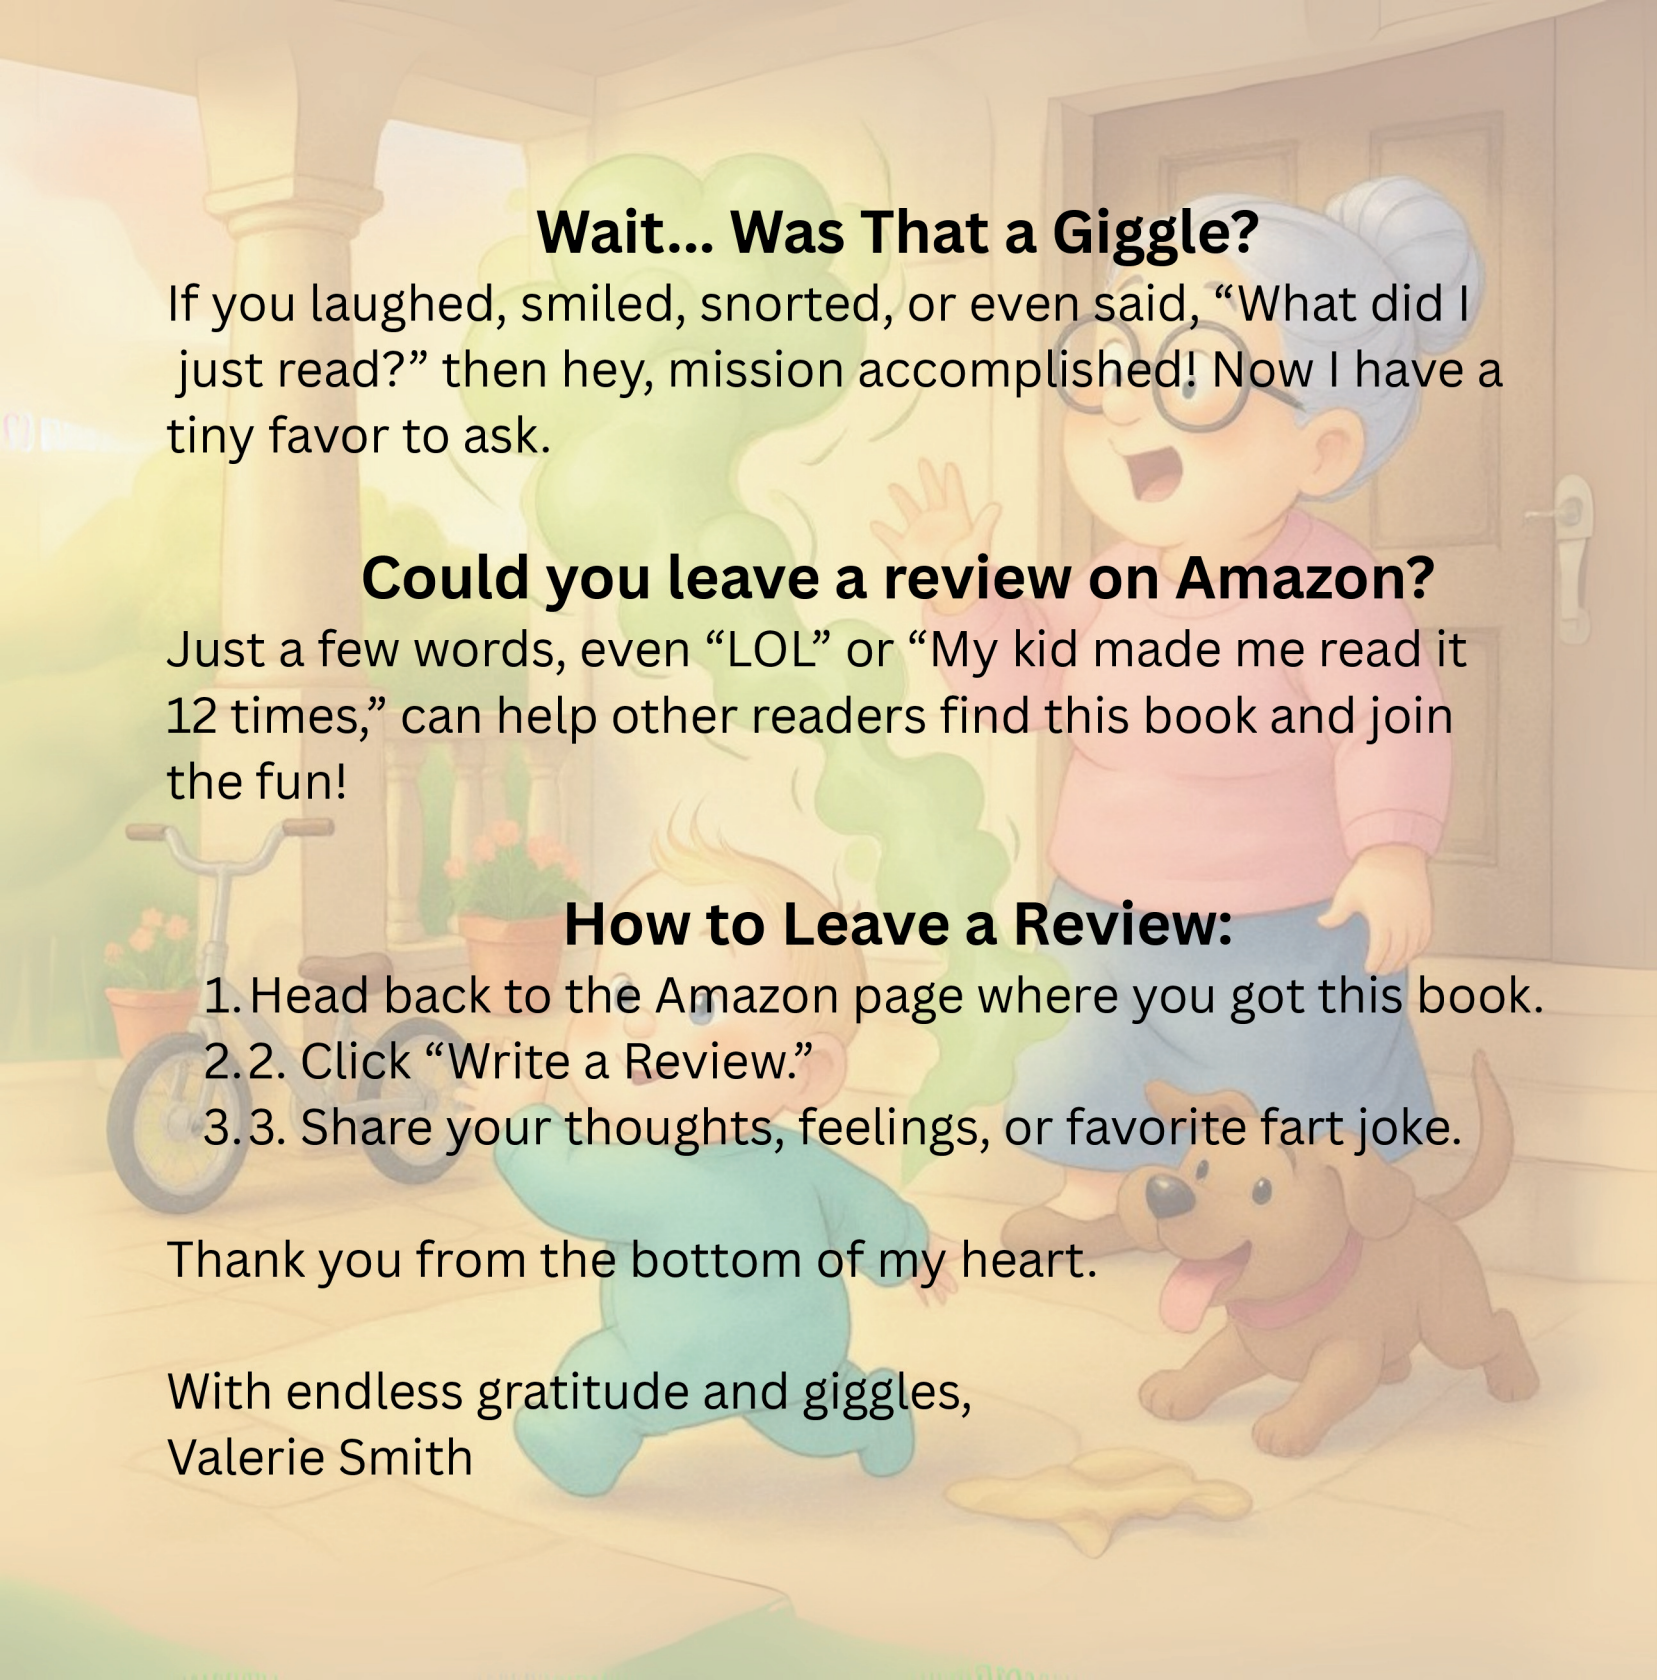 Wait... Was That a Giggle?
If you laughed, smiled, snorted, or even said, “What did I
just read?” then hey, mission accomplished! Now I have a
tiny favor to ask.
Could you leave a review on Amazon?
Just a few words, even “LOL” or “My kid made me read it
12 times,” can help other readers find this book and join
the fun!
How to Leave a Review:
1. Head back to the Amazon page where you got this book.
2. 2. Click “Write a Review.”
3. 3. Share your thoughts, feelings, or favorite fart joke.
Thank you from the bottom of my heart.
With endless gratitude and giggles,
Valerie Smith